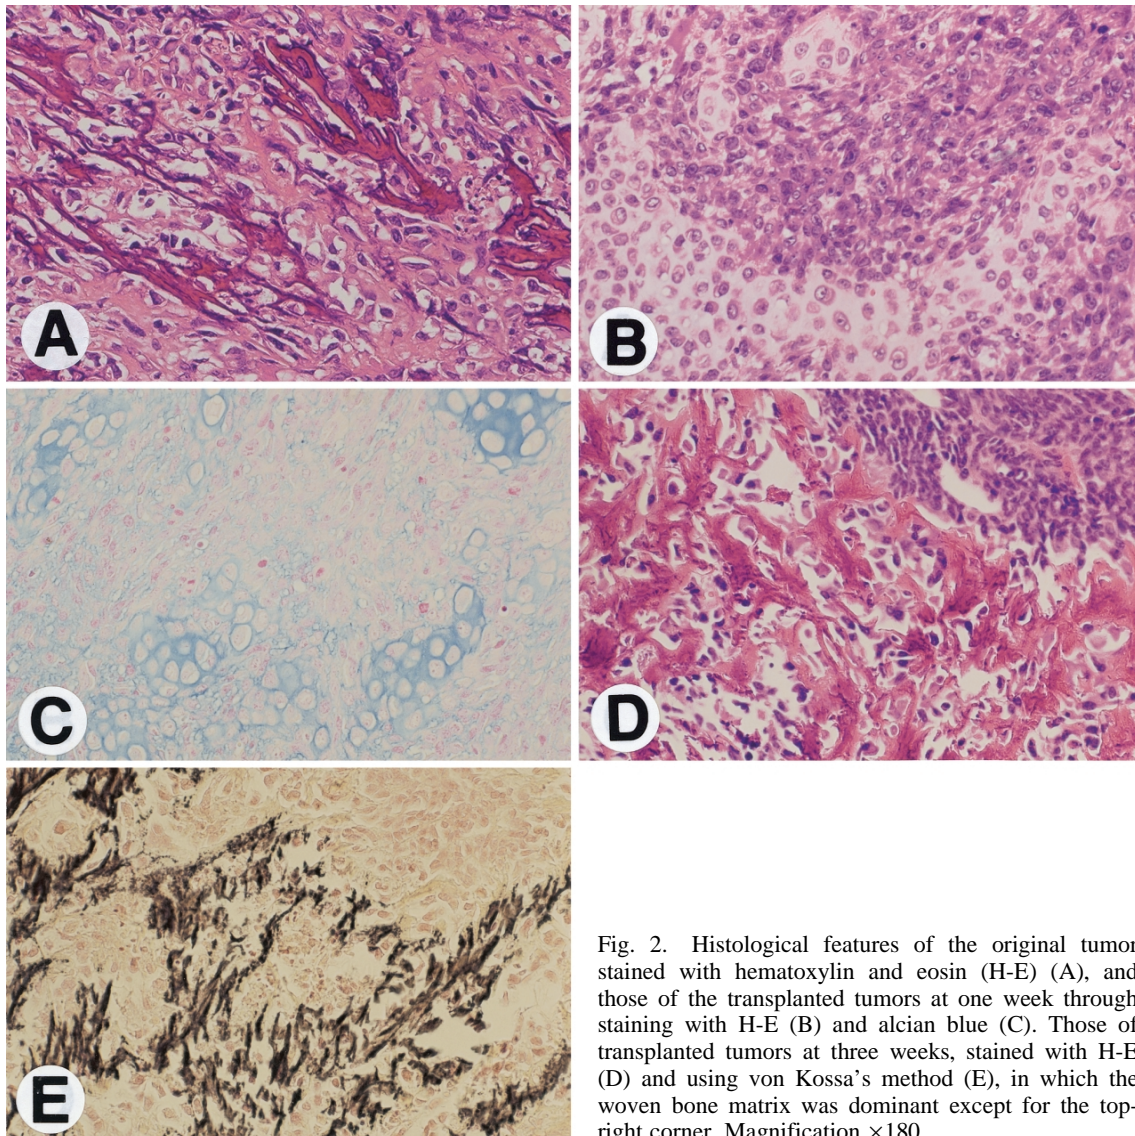 A
B
C
D
E
Fig. 2. Histological features of the original tumor
stained with hematoxylin and eosin (H-E) (A), and
those of the transplanted tumors at one week through
staining with H-E (B) and alcian blue (C). Those of
transplanted tumors at three weeks, stained with H-E
(D) and using von Kossa's method (E), in which the
woven bone matrix was dominant except for the top-
right corner. Magnification ×180